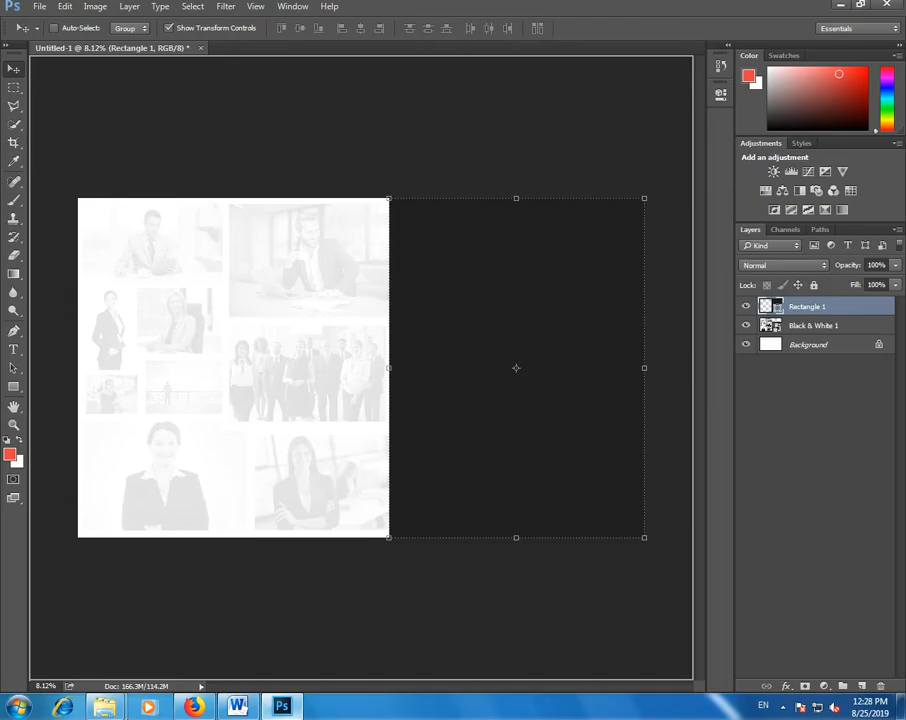 Ps File Edit Image Layer Type Select Filter View Window Help
Auto-Select: Group Show Transform Controls Essentials
Untitled-1 @ 8.12% (Rectangle 1, RGB/8) * ×
Color Swatches
Adjustments Styles
Add an adjustment
Layers Channels Paths
Kind
Normal Opacity: 100%
Lock: Fill: 100%
Rectangle 1
Black & White 1
Background
8.12% Doc: 166.3M/114.2M
fx
EN 12:28 PM
8/25/2019